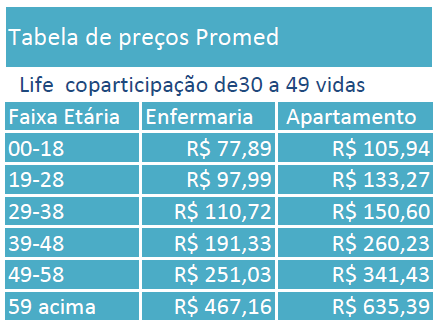 Tabela de preços Promed
Life coparticipação de30 a 49 vidas
Faixa Etária Enfermaria Apartamento
00-18 R$ 77,89 R$ 105,94
19-28 R$ 97,99 R$ 133,27
29-38 R$ 110,72 R$ 150,60
39-48 R$ 191,33 R$ 260,23
49-58 R$ 251,03 R$ 341,43
59 acima R$ 467,16 R$ 635,39